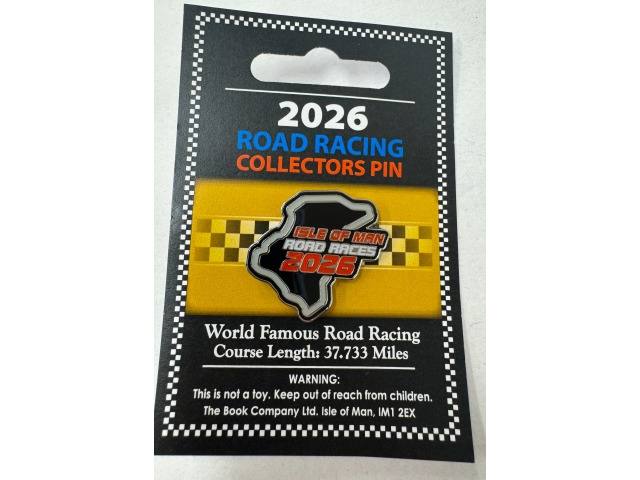 2026
ROAD RACING
COLLECTORS PIN
ISLE OF MAN
ROAD RACES
2026
World Famous Road Racing
Course Length: 37.733 Miles
WARNING:
This is not a toy. Keep out of reach from children.
The Book Company Ltd. Isle of Man, IM1 2EX